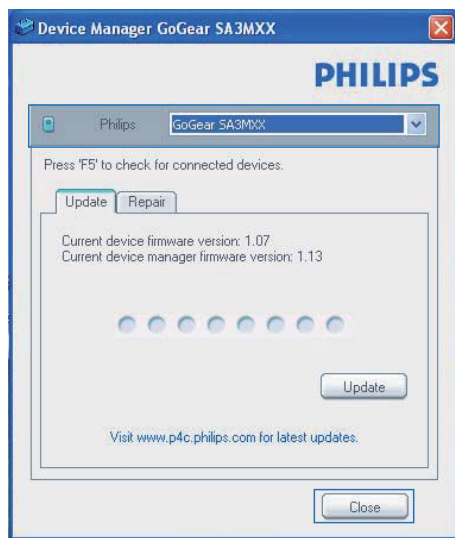 Device Manager GoGear SA3MXX
PHILIPS
Philips GoGear SA3MXX
Press 'F5' to check for connected devices.
Update Repair
Current device firmware version: 1.07
Current device manager firmware version: 1.13
Update
Visit www.p4c.philips.com for latest updates.
Close